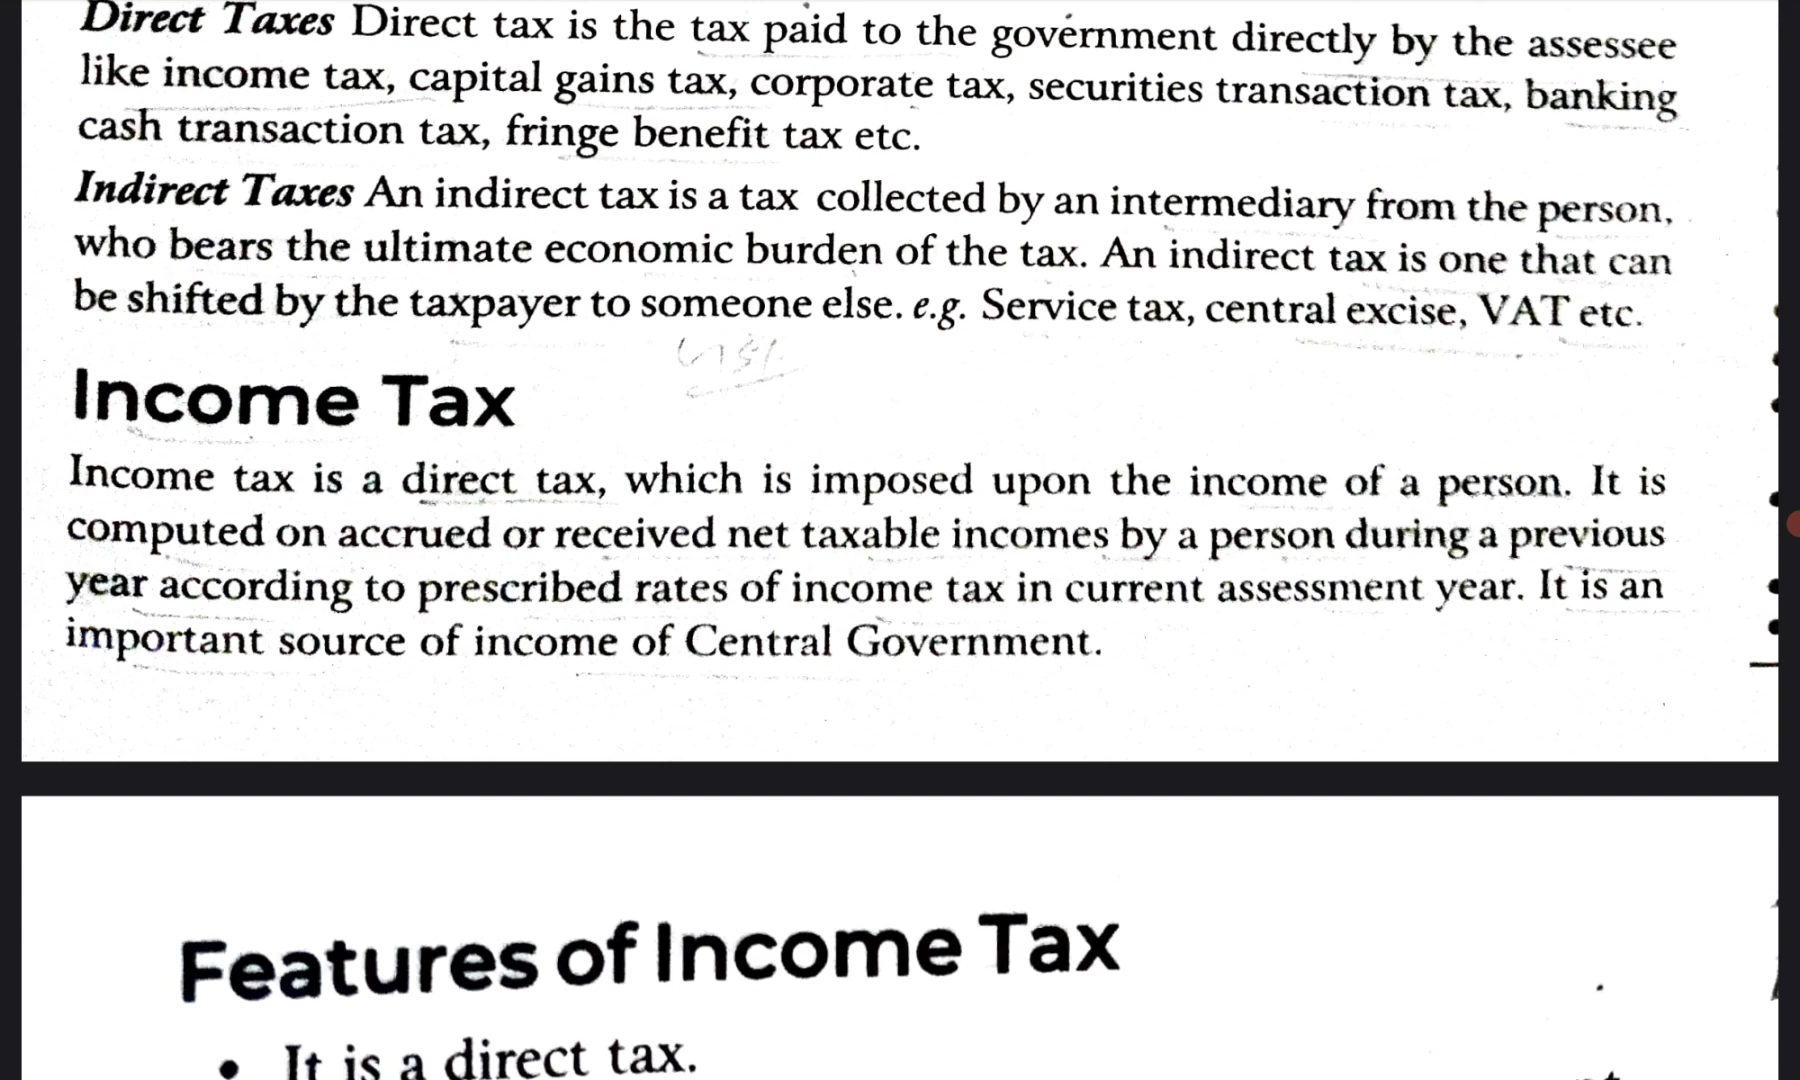 Direct Taxes Direct tax is the tax paid to the government directly by the assessee
like income tax, capital gains tax, corporate tax, securities transaction tax, banking
cash transaction tax, fringe benefit tax etc.
Indirect Taxes An indirect tax is a tax collected by an intermediary from the person,
who bears the ultimate economic burden of the tax. An indirect tax is one that can
be shifted by the taxpayer to someone else. e.g. Service tax, central excise, VAT etc.
Income Tax
Income tax is a direct tax, which is imposed upon the income of a person. It is
computed on accrued or received net taxable incomes by a person during a previous
year according to prescribed rates of income tax in current assessment year. It is an
important source of income of Central Government.
Features of Income Tax
• It is a direct tax.